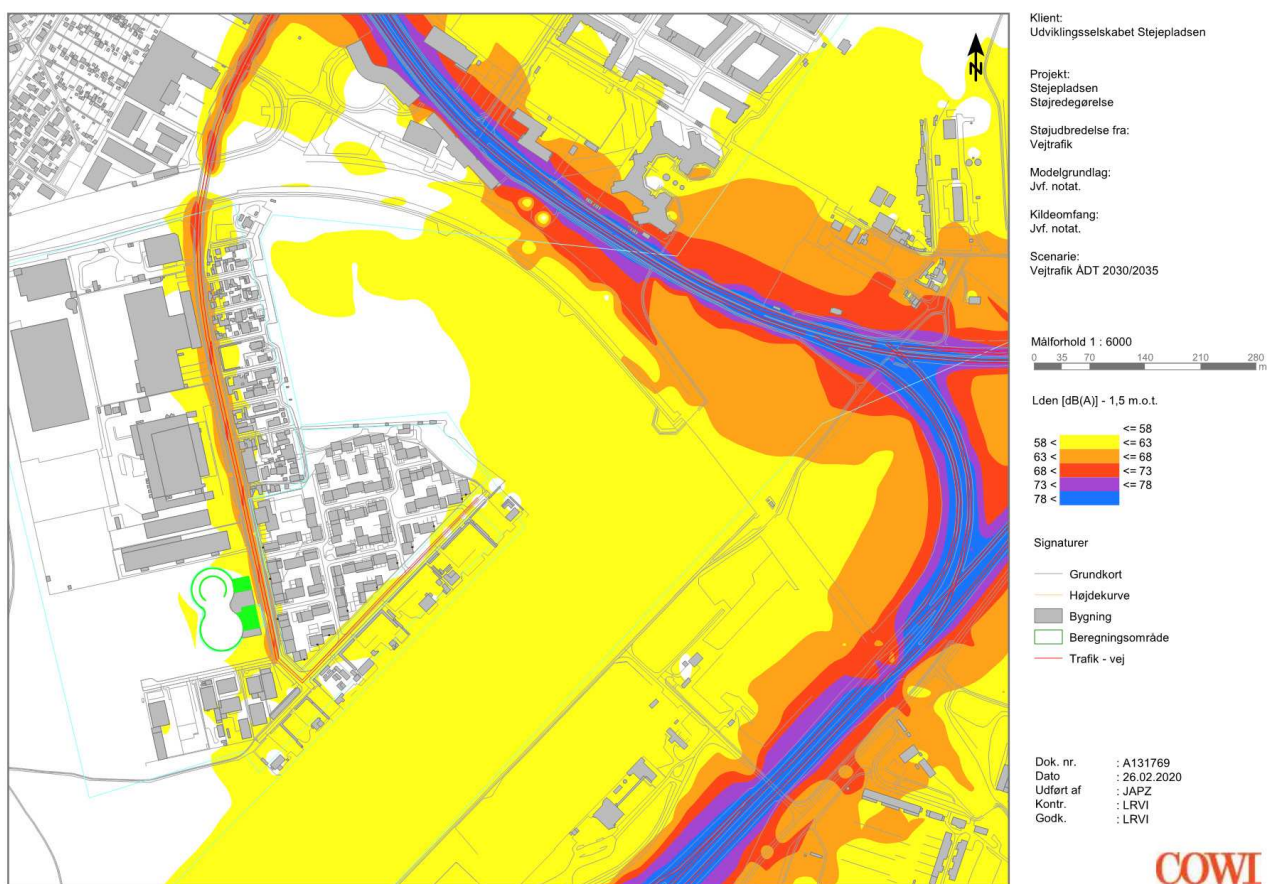 N
Klient:
Udviklingsselskabet Stejepladsen
Projekt:
Stejepladsen
Støjredegørelse
Støjudbredelse fra:
Vejtrafik
Modelgrundlag:
Jvf. notat.
Kildeomfang:
Jvf. notat.
Scenarie:
Vejtrafik ÅDT 2030/2035
Målforhold 1 : 6000
0 35 70 140 210 280
m
Lden [dB(A)] - 1,5 m.o.t.
<= 58
58 < <= 63
63 < <= 68
68 < <= 73
73 < <= 78
78 <
Signaturer
Grundkort
Højdekurve
Bygning
Beregningsområde
Trafik - vej
Dok. nr. : A131769
Dato : 26.02.2020
Udført af : JAPZ
Kontr. : LRVI
Godk. : LRVI
COWI